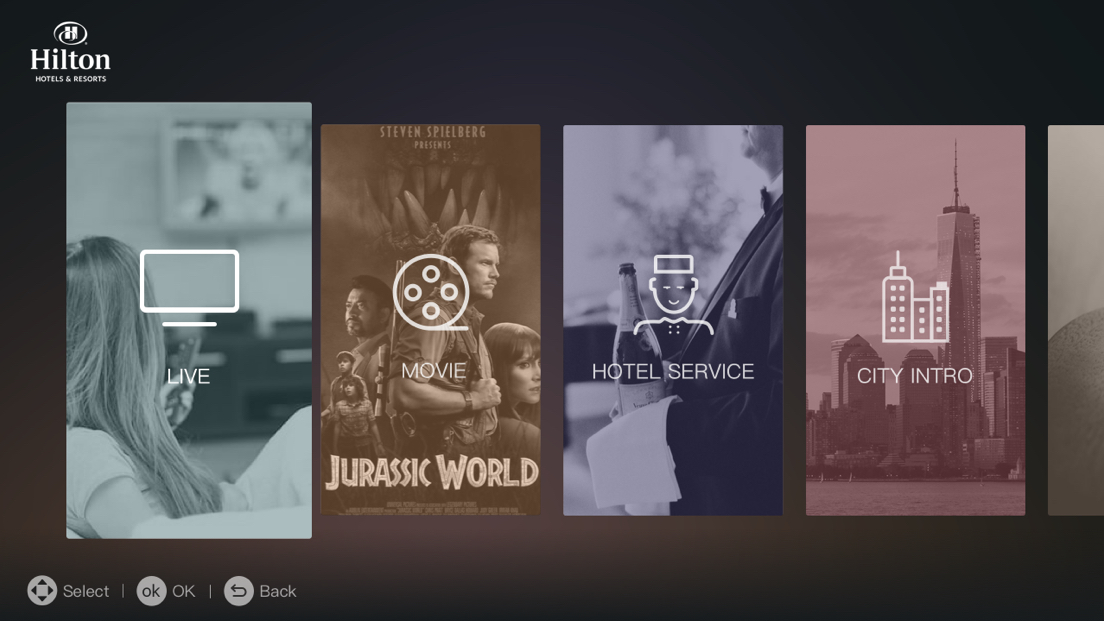 Hilton
HOTELS & RESORTS
STEVEN SPIELBERG
PRESENTS
LIVE
MOVIE
HOTEL SERVICE
CITY INTRO
JURASSIC WORLD
Select
ok OK
Back